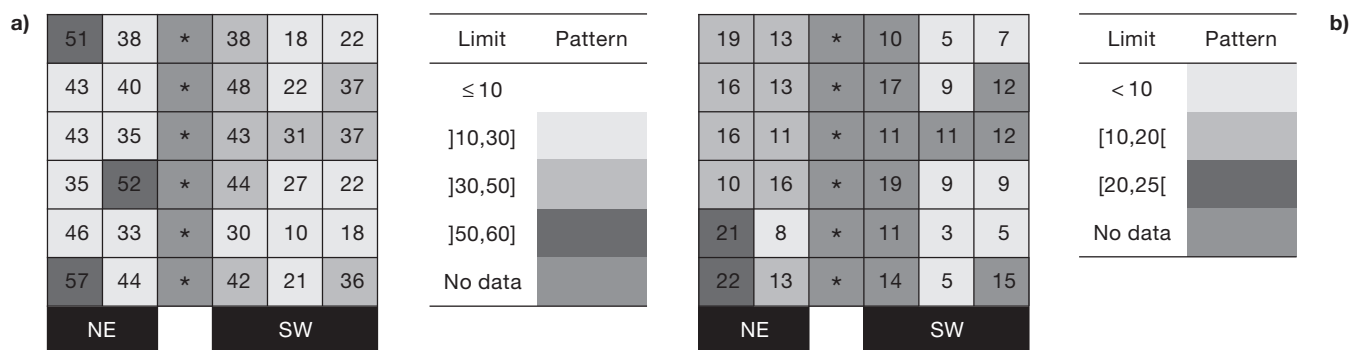 a)
51 38 * 38 18 22
43 40 * 48 22 37
43 35 * 43 31 37
35 52 * 44 27 22
46 33 * 30 10 18
57 44 * 42 21 36
NE SW
Limit Pattern
≤ 10
]10,30]
]30,50]
]50,60]
No data
19 13 * 10 5 7
16 13 * 17 9 12
16 11 * 11 11 12
10 16 * 19 9 9
21 8 * 11 3 5
22 13 * 14 5 15
NE SW
Limit Pattern
< 10
[10,20[
[20,25[
No data
b)